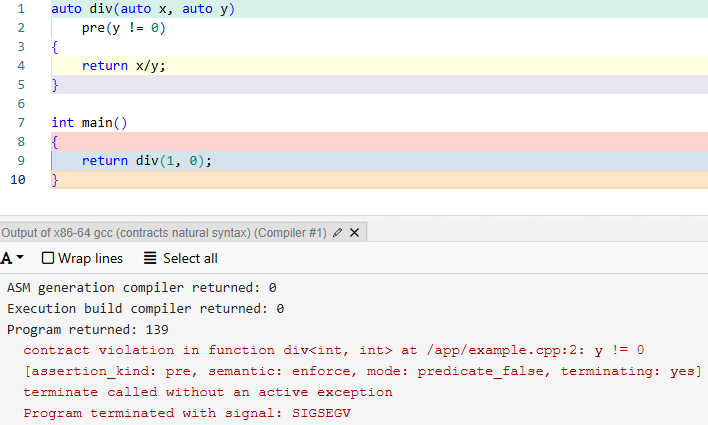 1 auto div(auto x, auto y)
2     pre(y != 0)
3 {
4     return x/y;
5 }
6
7 int main()
8 {
9     return div(1, 0);
10 }
Output of x86-64 gcc (contracts natural syntax) (Compiler #1)
A Wrap lines Select all
ASM generation compiler returned: 0
Execution build compiler returned: 0
Program returned: 139
contract violation in function div<int, int> at /app/example.cpp:2: y != 0
[assertion_kind: pre, semantic: enforce, mode: predicate_false, terminating: yes]
terminate called without an active exception
Program terminated with signal: SIGSEGV